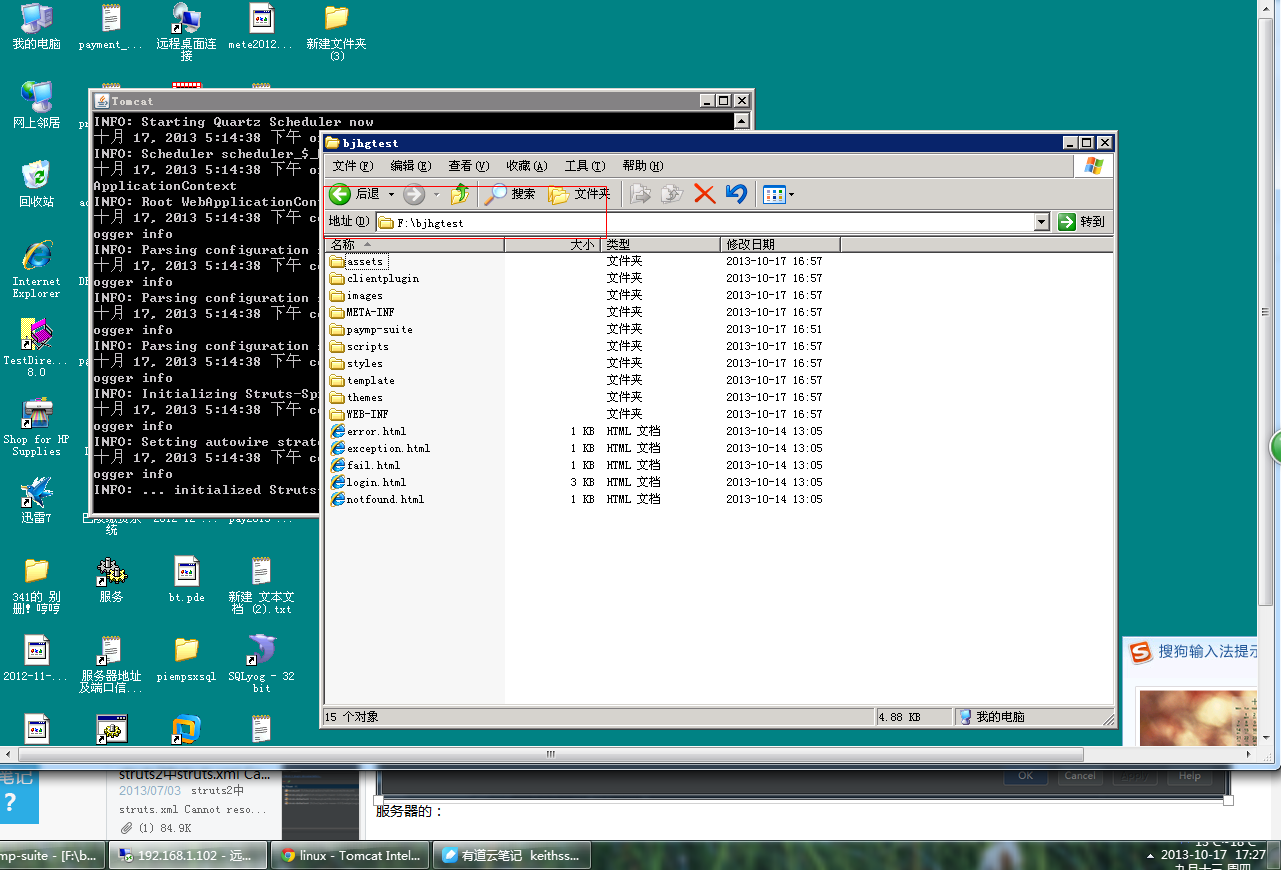 我的电脑
payment_...
远程桌面连接
mete2012...
新建文件夹 (3)
网上邻居
回收站
Internet Explorer
TestDire... 8.0
Shop for HP Supplies
迅雷7
Tomcat
INFO: Starting Quartz Scheduler now
十月 17, 2013 5:14:38 下午
INFO: Scheduler scheduler_$_
十月 17, 2013 5:14:38 下午
ApplicationContext
INFO: Root WebApplicationCon
十月 17, 2013 5:14:38 下午
ogger info
INFO: Parsing configuration
十月 17, 2013 5:14:38 下午
ogger info
INFO: Parsing configuration
十月 17, 2013 5:14:38 下午
ogger info
INFO: Parsing configuration
十月 17, 2013 5:14:38 下午
ogger info
INFO: Initializing Struts-Sp
十月 17, 2013 5:14:38 下午
ogger info
INFO: Setting autowire strat
十月 17, 2013 5:14:38 下午
ogger info
INFO: ... initialized Struts
bjhgtest
文件(F) 编辑(E) 查看(V) 收藏(A) 工具(T) 帮助(H)
后退 搜索 文件夹
地址(D) F:\bjhgtest 转到
名称 大小 类型 修改日期
assets 文件夹 2013-10-17 16:57
clientplugin 文件夹 2013-10-17 16:57
images 文件夹 2013-10-17 16:57
META-INF 文件夹 2013-10-17 16:57
paymp-suite 文件夹 2013-10-17 16:51
scripts 文件夹 2013-10-17 16:57
styles 文件夹 2013-10-17 16:57
template 文件夹 2013-10-17 16:57
themes 文件夹 2013-10-17 16:57
WEB-INF 文件夹 2013-10-17 16:57
error.html 1 KB HTML 文档 2013-10-14 13:05
exception.html 1 KB HTML 文档 2013-10-14 13:05
fail.html 1 KB HTML 文档 2013-10-14 13:05
login.html 3 KB HTML 文档 2013-10-14 13:05
notfound.html 1 KB HTML 文档 2013-10-14 13:05
15 个对象 4.88 KB 我的电脑
341的 别删! 哼哼
服务
bt.pde
新建 文本文档 (2).txt
2012-11-...
服务器地址及端口信...
piempsxsql
SQLyog - 32 bit
搜狗输入法提示
笔记
?
struts2中struts.xml Ca...
2013/07/03 struts2中
struts.xml Cannot reso...
(1) 84.9K
OK Cancel Help
服务器的：
mp-suite - [F:\b...
192.168.1.102 - 远...
linux - Tomcat Intel...
有道云笔记 keithss...
2013-10-17 17:27